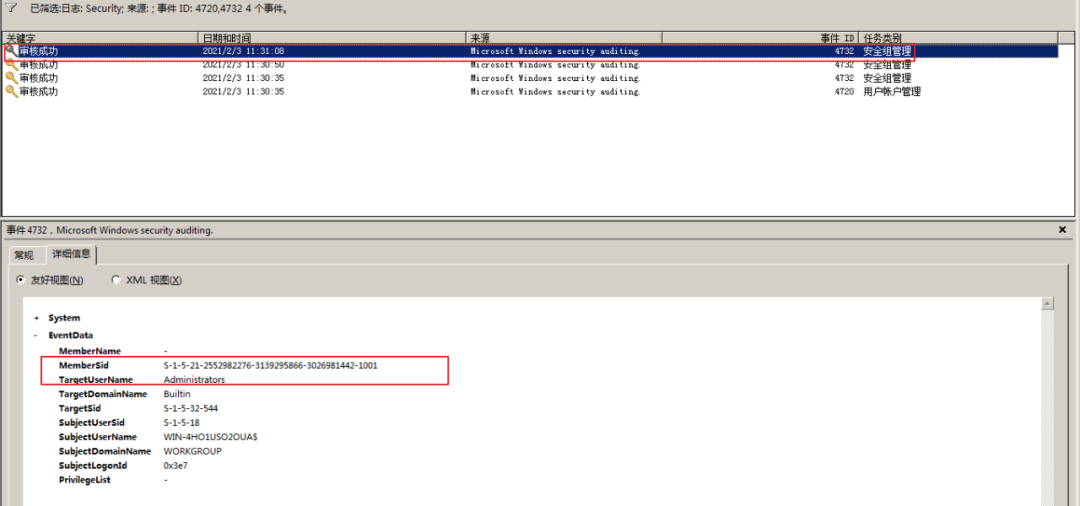 已筛选:日志: Security; 来源: ; 事件 ID: 4720,4732 4 个事件。
关键字 日期和时间 来源 事件 ID 任务类别
审核成功 2021/2/3 11:31:08 Microsoft Windows security auditing. 4732 安全组管理
审核成功 2021/2/3 11:30:50 Microsoft Windows security auditing. 4732 安全组管理
审核成功 2021/2/3 11:30:35 Microsoft Windows security auditing. 4732 安全组管理
审核成功 2021/2/3 11:30:35 Microsoft Windows security auditing. 4720 用户帐户管理
事件 4732，Microsoft Windows security auditing.
常规 详细信息
友好视图(N) XML 视图(X)
+ System
- EventData
MemberName -
MemberSid S-1-5-21-2552982276-3139295866-3026981442-1001
TargetUserName Administrators
TargetDomainName Builtin
TargetSid S-1-5-32-544
SubjectUserSid S-1-5-18
SubjectUserName WIN-4HO1USO2OUA$
SubjectDomainName WORKGROUP
SubjectLogonId 0x3e7
PrivilegeList -